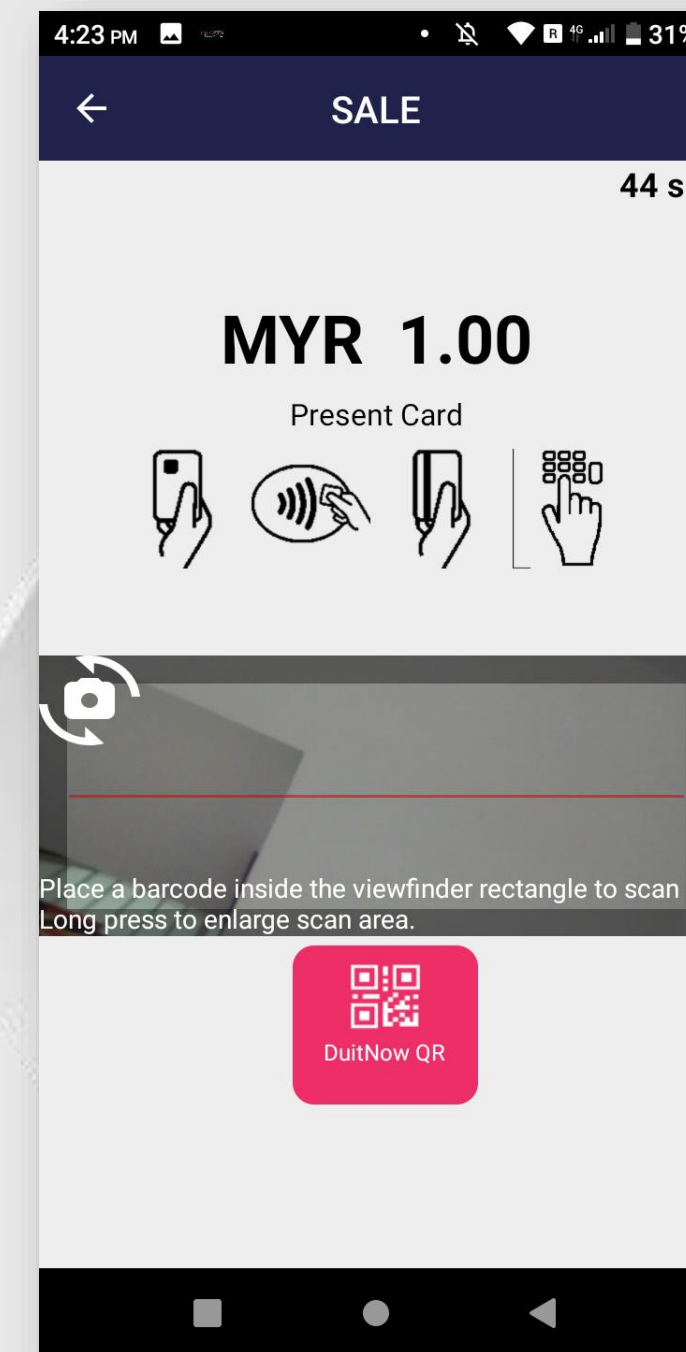 4:23 PM R 4G 31%
SALE
44 s
MYR 1.00
Present Card
Place a barcode inside the viewfinder rectangle to scan
Long press to enlarge scan area.
DuitNow QR